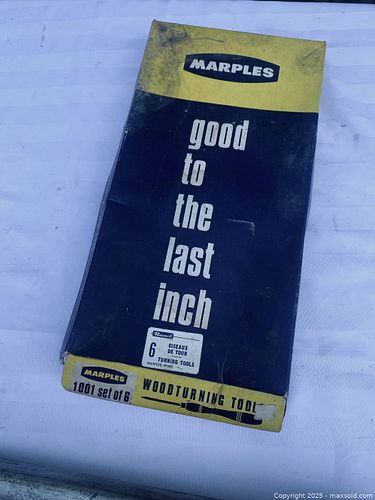 MARPLES
good
to
the
last
inch
6
CISEAUX
DE TOUR
TURNING TOOLS
MARPLES
1001 set of 6
WOODTURNING TOOL
Copyright © 2025 - maxsold.com